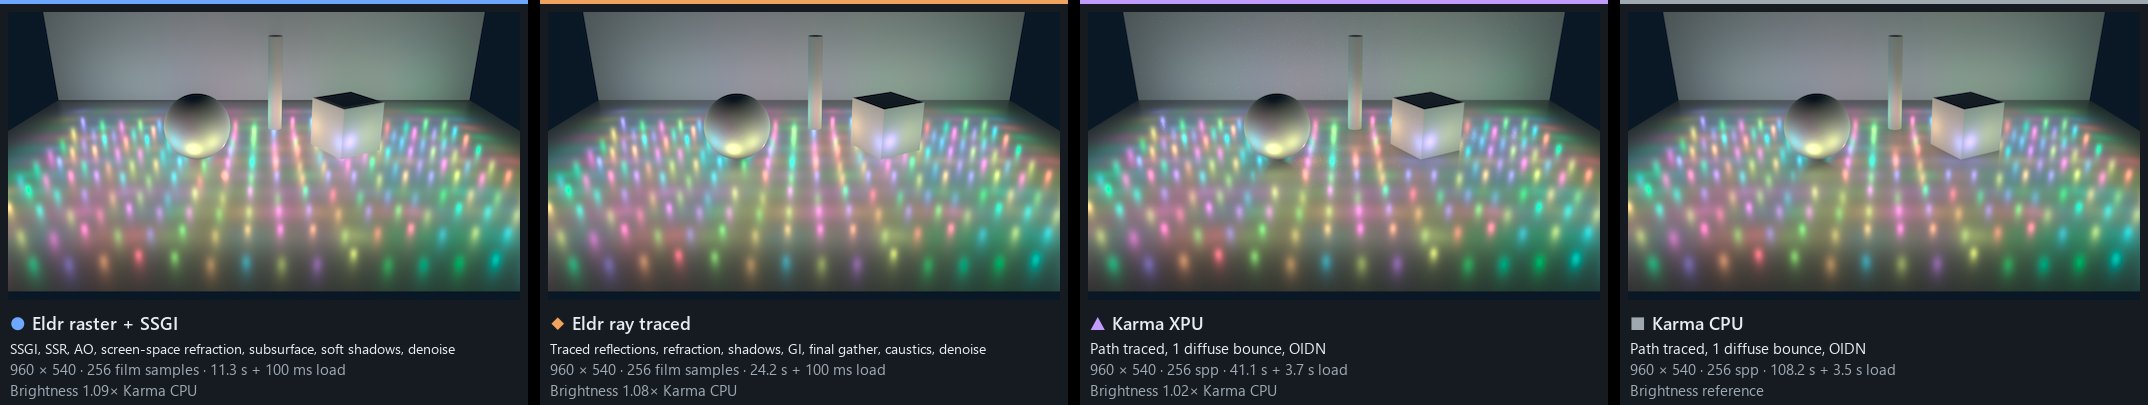 Eldr raster + SSGI
SSGI, SSR, AO, screen-space refraction, subsurface, soft shadows, denoise
960 × 540 · 256 film samples · 11.3 s + 100 ms load
Brightness 1.09× Karma CPU
Eldr ray traced
Traced reflections, refraction, shadows, GI, final gather, caustics, denoise
960 × 540 · 256 film samples · 24.2 s + 100 ms load
Brightness 1.08× Karma CPU
Karma XPU
Path traced, 1 diffuse bounce, OIDN
960 × 540 · 256 spp · 41.1 s + 3.7 s load
Brightness 1.02× Karma CPU
Karma CPU
Path traced, 1 diffuse bounce, OIDN
960 × 540 · 256 spp · 108.2 s + 3.5 s load
Brightness reference